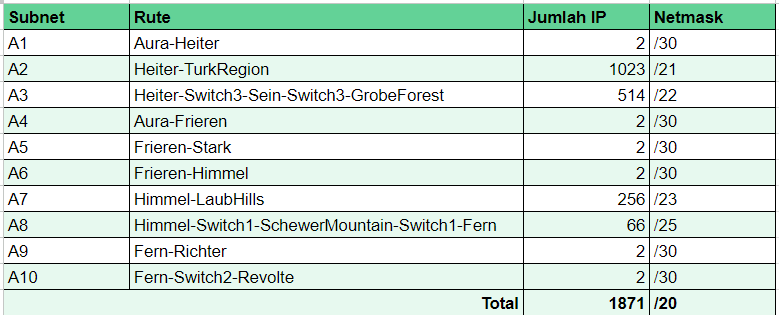 Subnet Rute Jumlah IP Netmask
A1 Aura-Heiter 2 /30
A2 Heiter-TurkRegion 1023 /21
A3 Heiter-Switch3-Sein-Switch3-GrobeForest 514 /22
A4 Aura-Frieren 2 /30
A5 Frieren-Stark 2 /30
A6 Frieren-Himmel 2 /30
A7 Himmel-LaubHills 256 /23
A8 Himmel-Switch1-SchewerMountain-Switch1-Fern 66 /25
A9 Fern-Richter 2 /30
A10 Fern-Switch2-Revolte 2 /30
Total 1871 /20